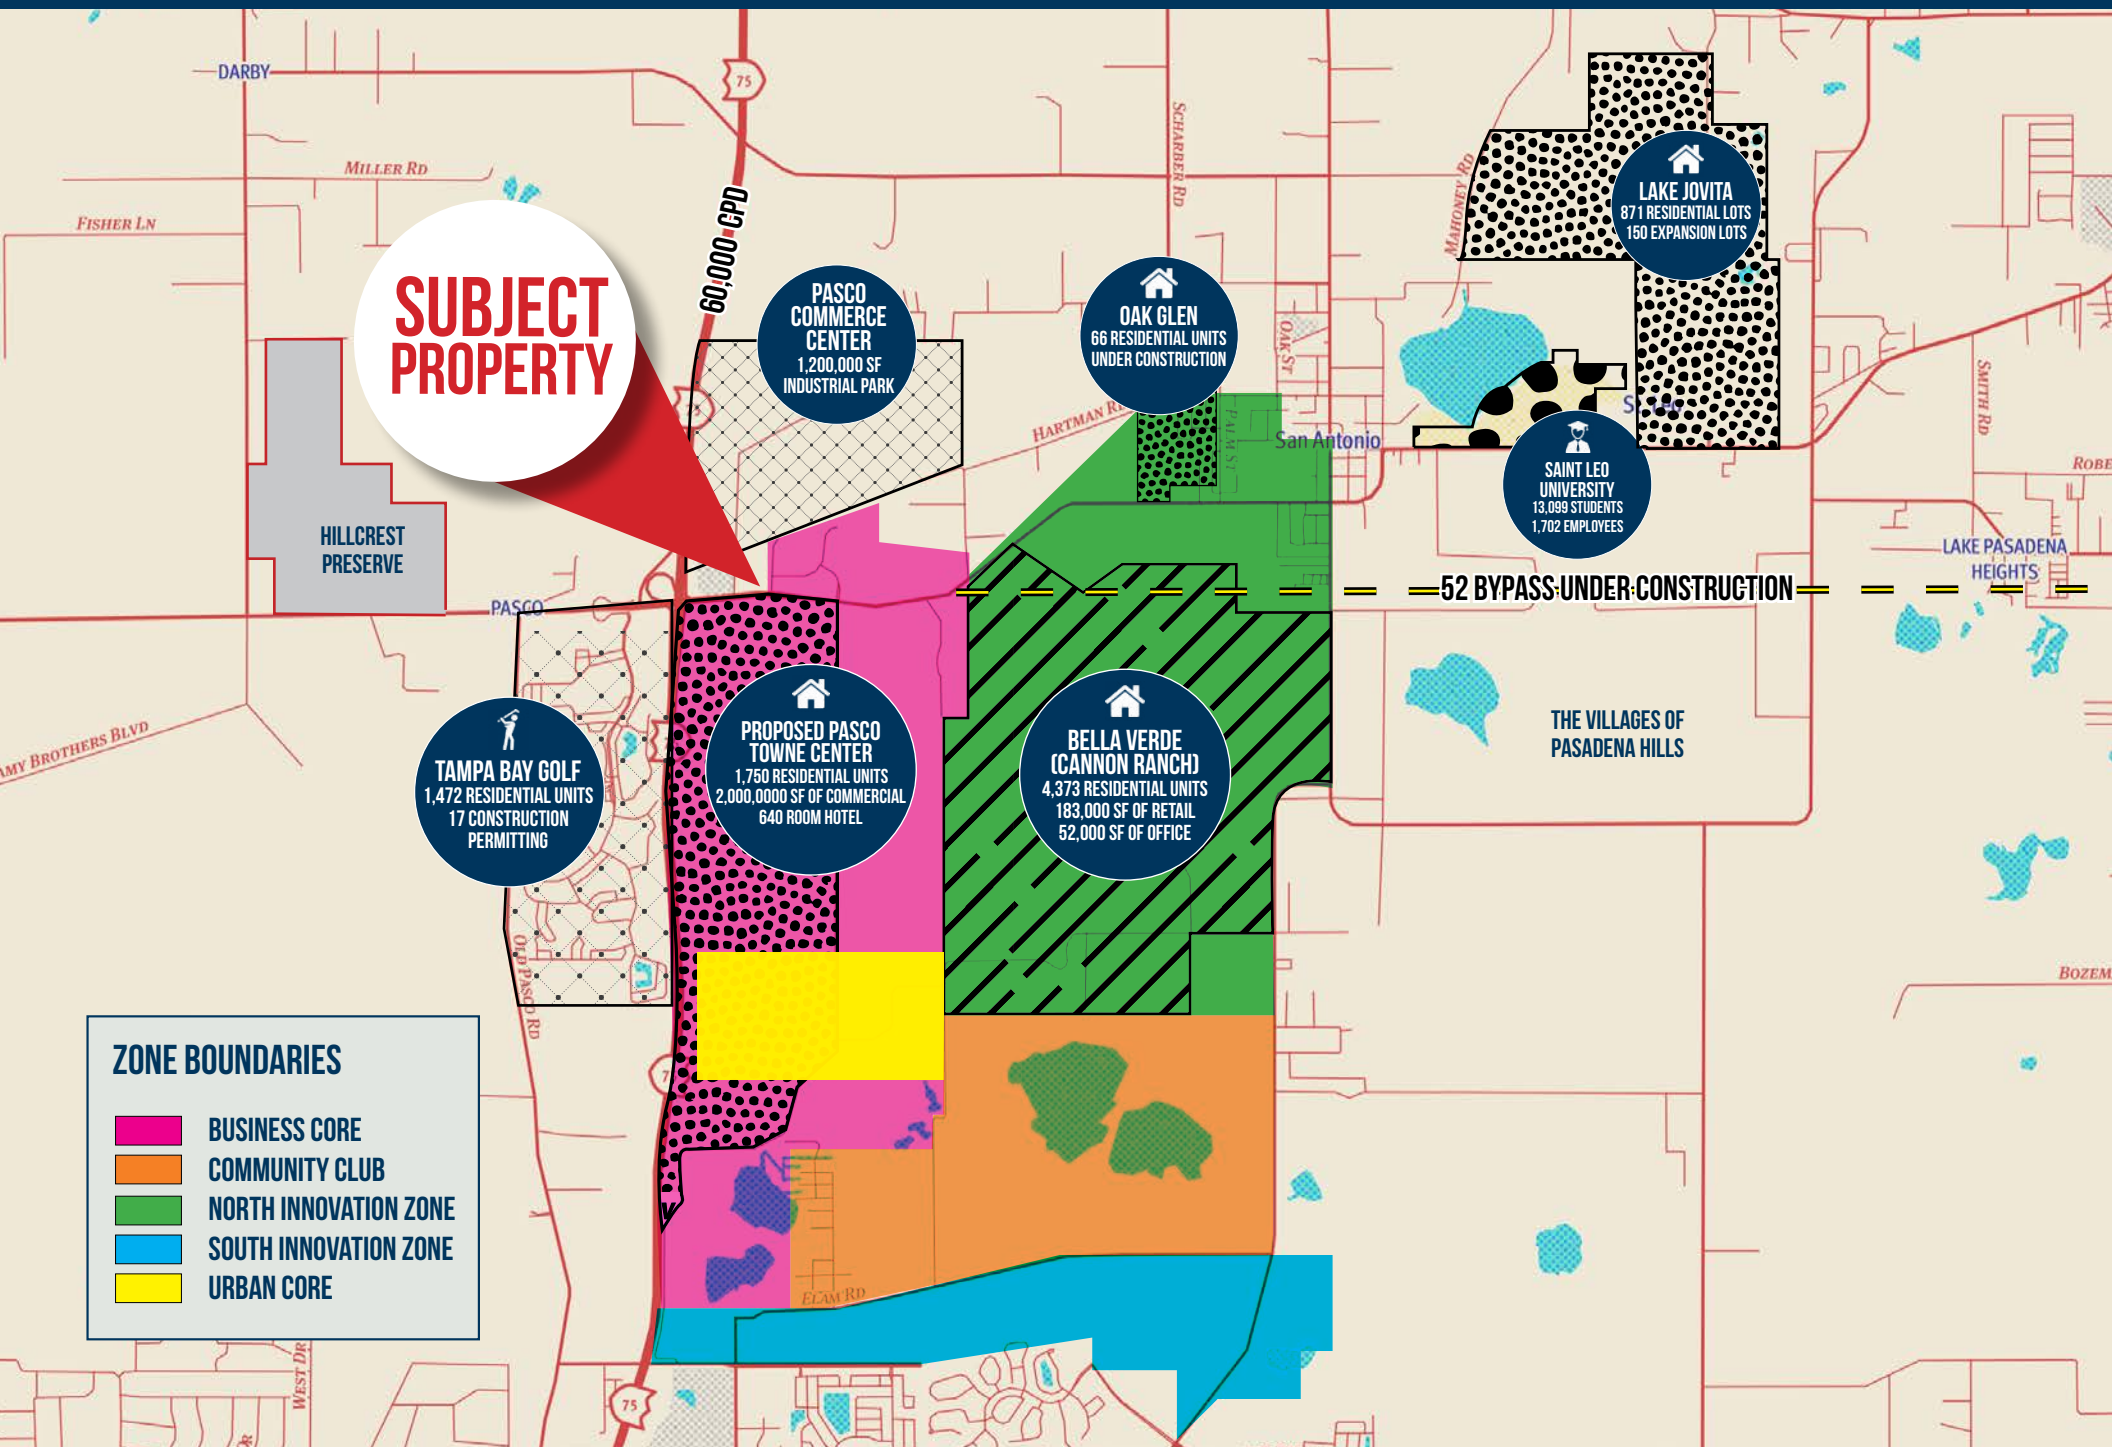 DARBY
75
MILLER RD
FISHER LN
SCHARBER RD
MAHONEY RD
60,000 CPD
LAKE JOVITA
871 RESIDENTIAL LOTS
150 EXPANSION LOTS
SUBJECT
PROPERTY
PASCO
COMMERCE
CENTER
1,200,000 SF
INDUSTRIAL PARK
OAK GLEN
66 RESIDENTIAL UNITS
UNDER CONSTRUCTION
OAK ST
HARTMAN
PALM ST
San Antonio
SMITH RD
SAINT LEO
UNIVERSITY
13,099 STUDENTS
1,702 EMPLOYEES
HILLCREST
PRESERVE
LAKE PASADENA
HEIGHTS
52 BYPASS UNDER CONSTRUCTION
PASCO
TAMPA BAY GOLF
1,472 RESIDENTIAL UNITS
17 CONSTRUCTION
PERMITTING
PROPOSED PASCO
TOWNE CENTER
1,750 RESIDENTIAL UNITS
2,000,0000 SF OF COMMERCIAL
640 ROOM HOTEL
BELLA VERDE
(CANNON RANCH)
4,373 RESIDENTIAL UNITS
183,000 SF OF RETAIL
52,000 SF OF OFFICE
THE VILLAGES OF
PASADENA HILLS
BROTHERS BLVD
OLD PASCO RD
ZONE BOUNDARIES
BUSINESS CORE
COMMUNITY CLUB
NORTH INNOVATION ZONE
SOUTH INNOVATION ZONE
URBAN CORE
ELAM RD
WEST DR
75